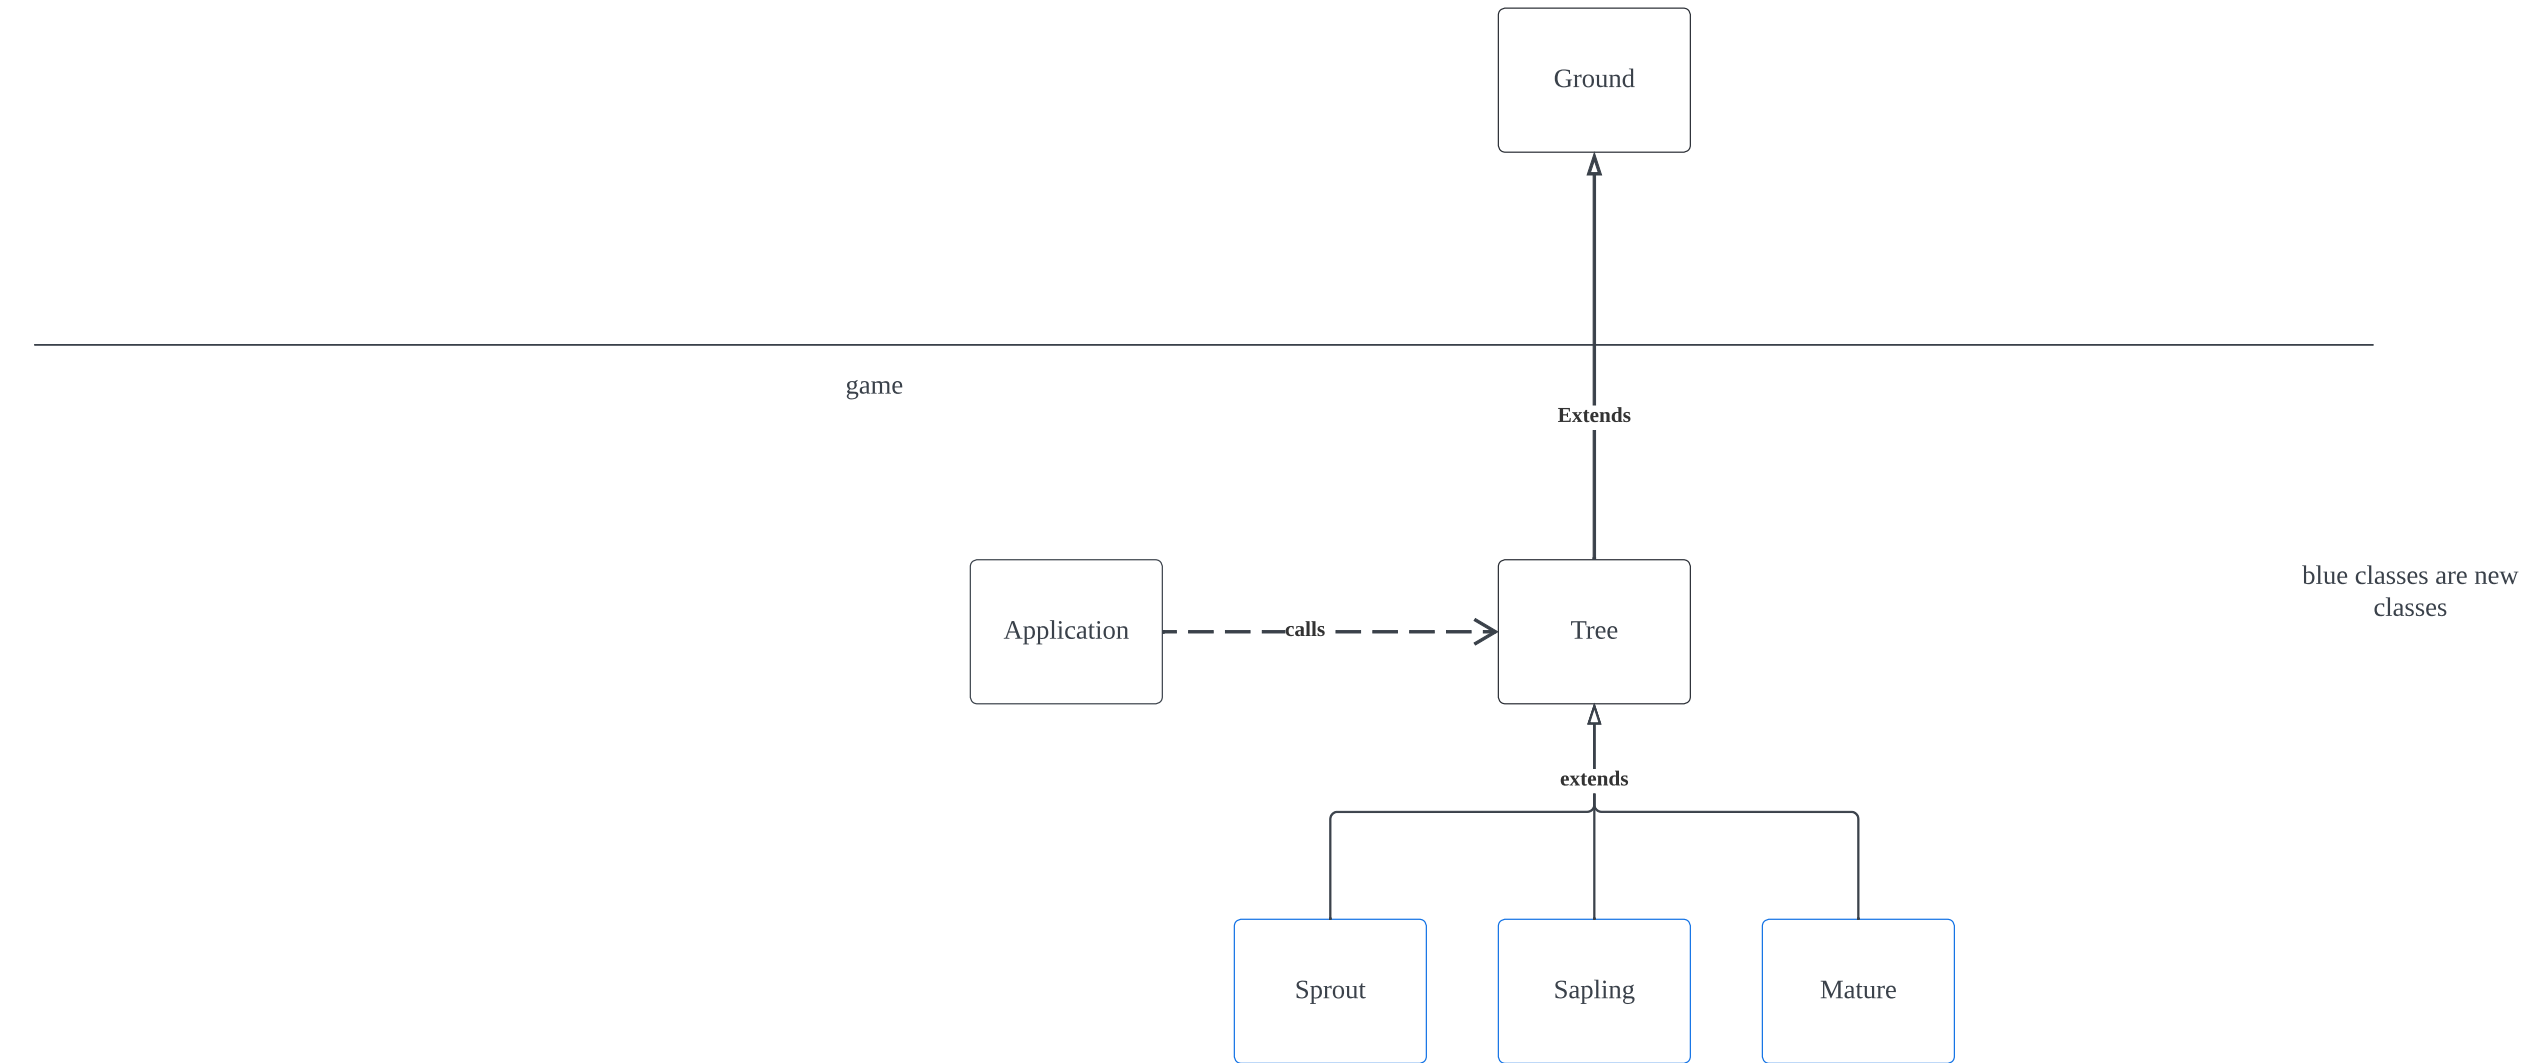 Ground
game
Extends
Application
calls
Tree
blue classes are new
classes
extends
Sprout
Sapling
Mature